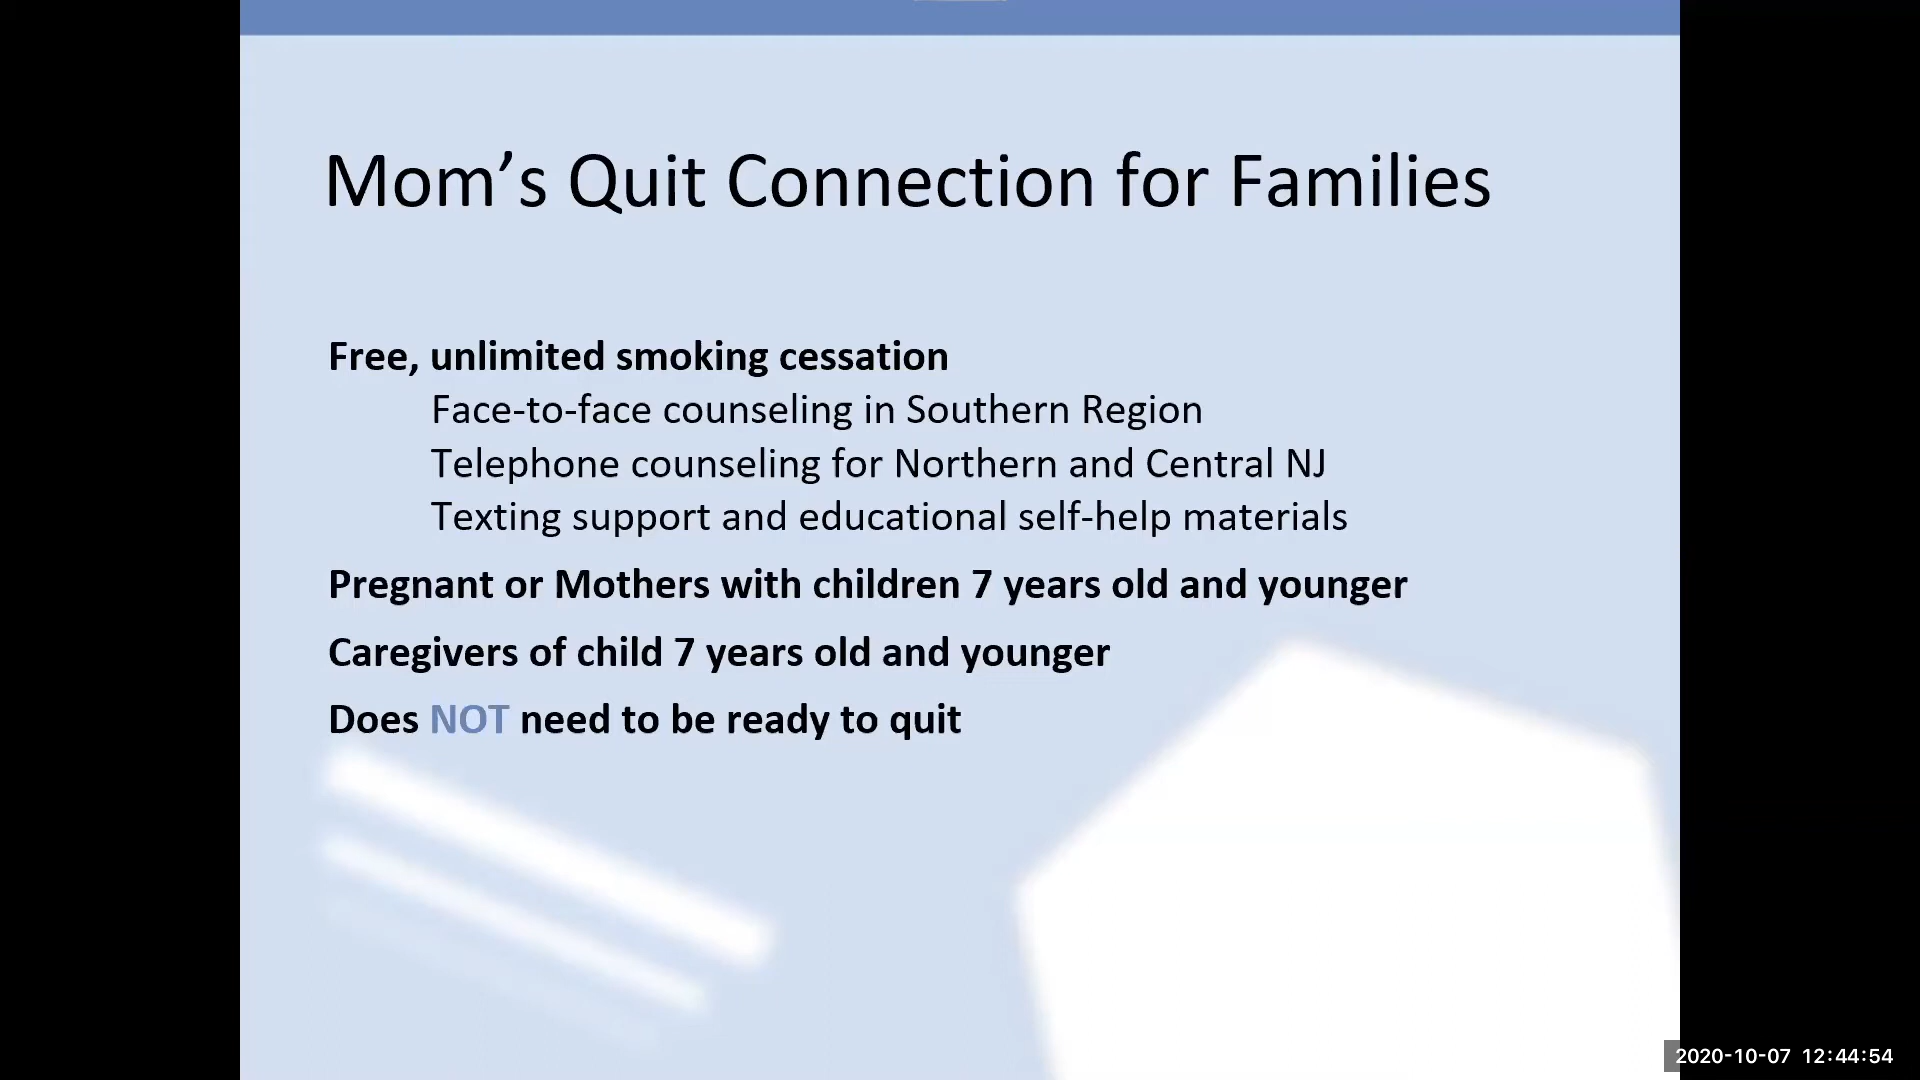 Mom’s Quit Connection for Families
Free, unlimited smoking cessation
Face-to-face counseling in Southern Region
Telephone counseling for Northern and Central NJ
Texting support and educational self-help materials
Pregnant or Mothers with children 7 years old and younger
Caregivers of child 7 years old and younger
Does NOT need to be ready to quit
2020-10-07 12:44:54